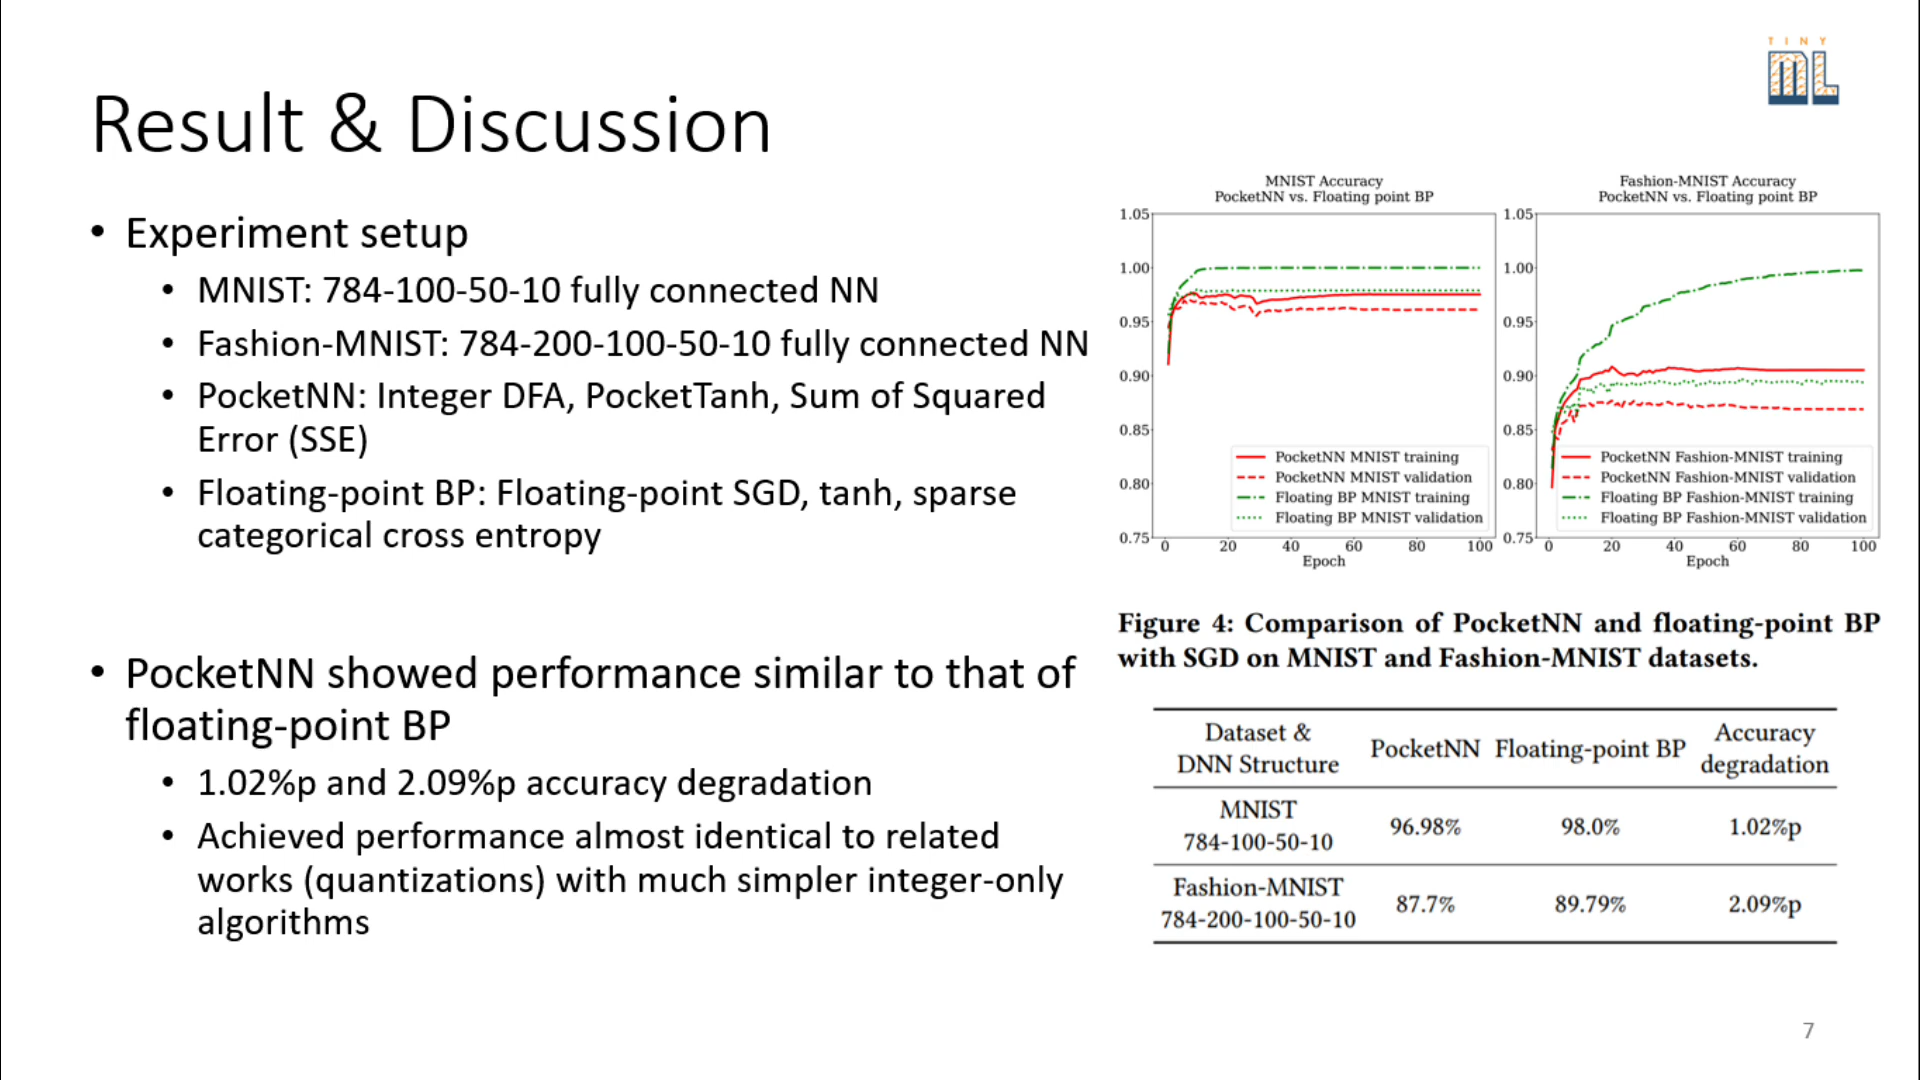 TINY
ML
Result & Discussion
• Experiment setup
• MNIST: 784-100-50-10 fully connected NN
• Fashion-MNIST: 784-200-100-50-10 fully connected NN
• PocketNN: Integer DFA, PocketTanh, Sum of Squared
Error (SSE)
• Floating-point BP: Floating-point SGD, tanh, sparse
categorical cross entropy
• PocketNN showed performance similar to that of
floating-point BP
• 1.02%p and 2.09%p accuracy degradation
• Achieved performance almost identical to related
works (quantizations) with much simpler integer-only
algorithms
MNIST Accuracy
PocketNN vs. Floating point BP
1.05
1.00
0.95
0.90
0.85
0.80
0.75
PocketNN MNIST training
PocketNN MNIST validation
Floating BP MNIST training
Floating BP MNIST validation
0 20 40 60 80 100
Epoch
Fashion-MNIST Accuracy
PocketNN vs. Floating point BP
1.05
1.00
0.95
0.90
0.85
0.80
0.75
PocketNN Fashion-MNIST training
PocketNN Fashion-MNIST validation
Floating BP Fashion-MNIST training
Floating BP Fashion-MNIST validation
0 20 40 60 80 100
Epoch
Figure 4: Comparison of PocketNN and floating-point BP
with SGD on MNIST and Fashion-MNIST datasets.
Dataset &
DNN Structure PocketNN Floating-point BP Accuracy
degradation
MNIST
784-100-50-10 96.98% 98.0% 1.02%p
Fashion-MNIST
784-200-100-50-10 87.7% 89.79% 2.09%p
7